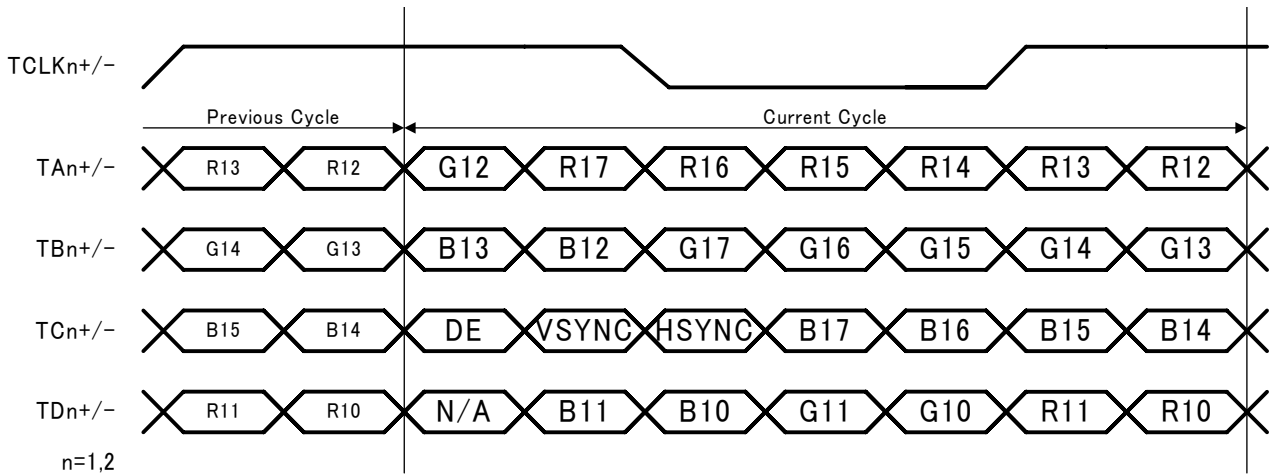 TCLKn+/-
Previous Cycle Current Cycle
TAn+/- R13 R12 G12 R17 R16 R15 R14 R13 R12
TBn+/- G14 G13 B13 B12 G17 G16 G15 G14 G13
TCn+/- B15 B14 DE VSYNC HSYNC B17 B16 B15 B14
TDn+/- R11 R10 N/A B11 B10 G11 G10 R11 R10
n=1,2